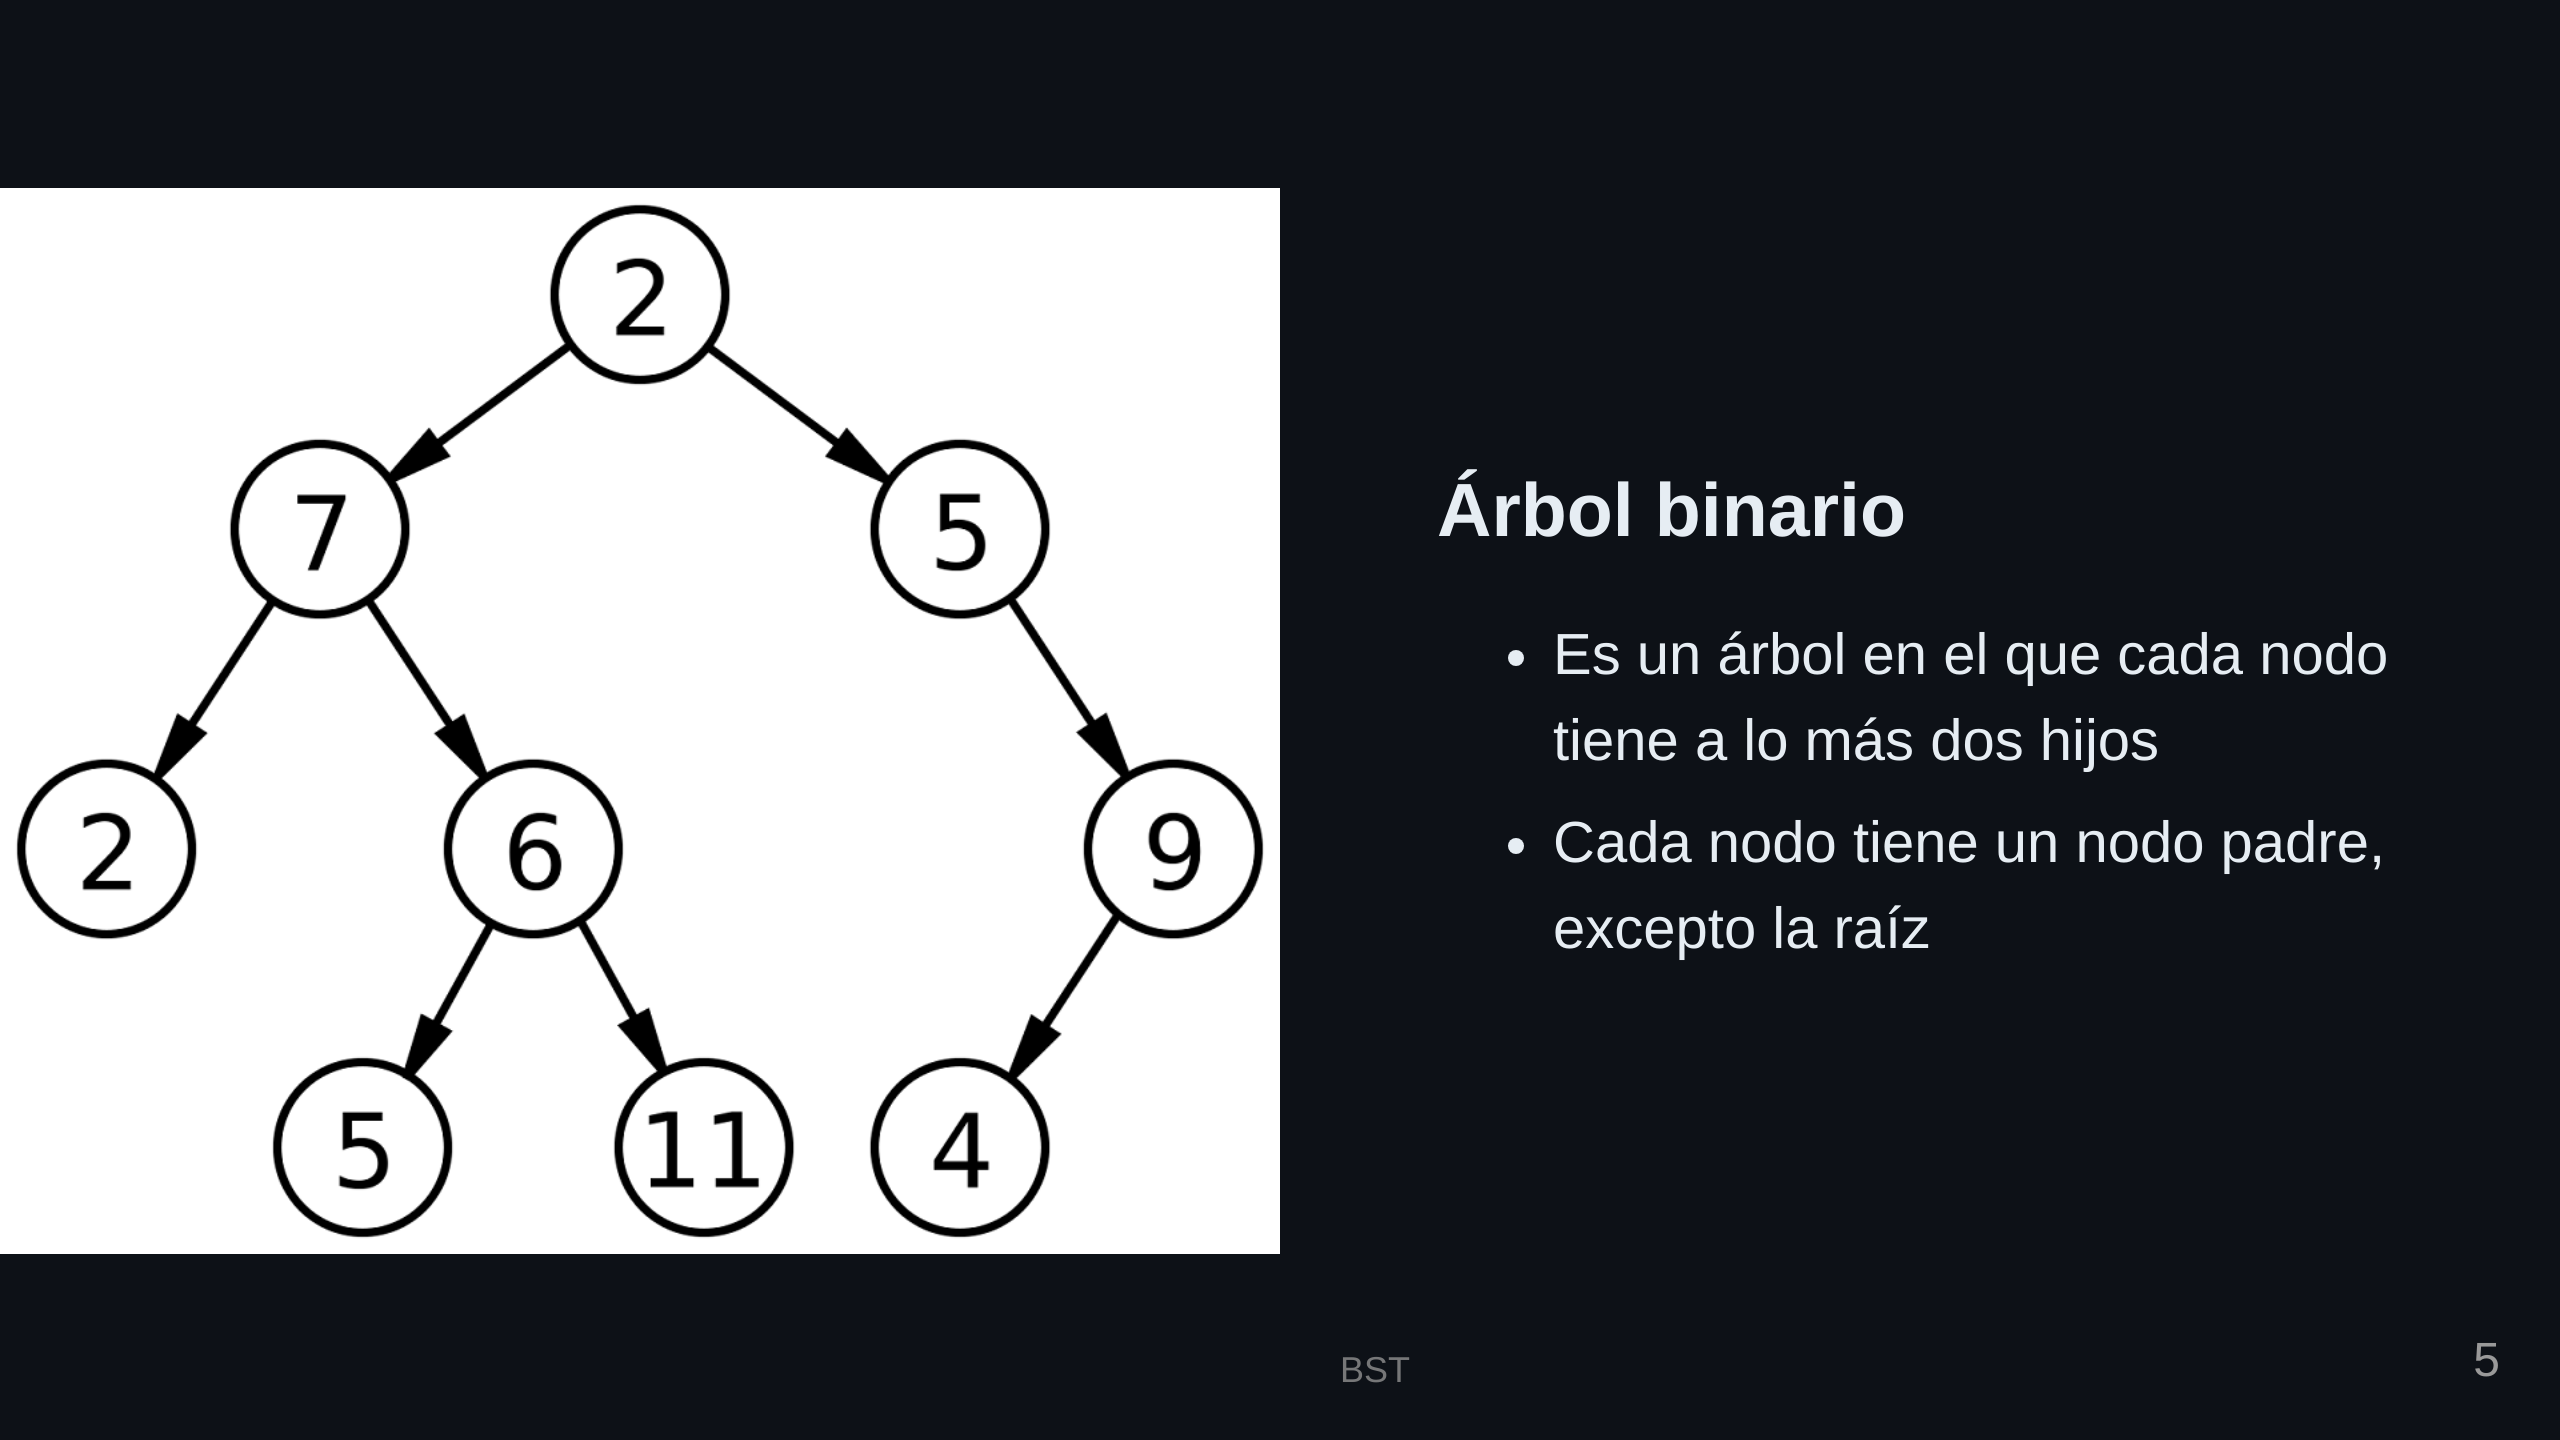 2
7
5
2
6
9
5
11
4
Árbol binario
• Es un árbol en el que cada nodo
tiene a lo más dos hijos
• Cada nodo tiene un nodo padre,
excepto la raíz
BST
5